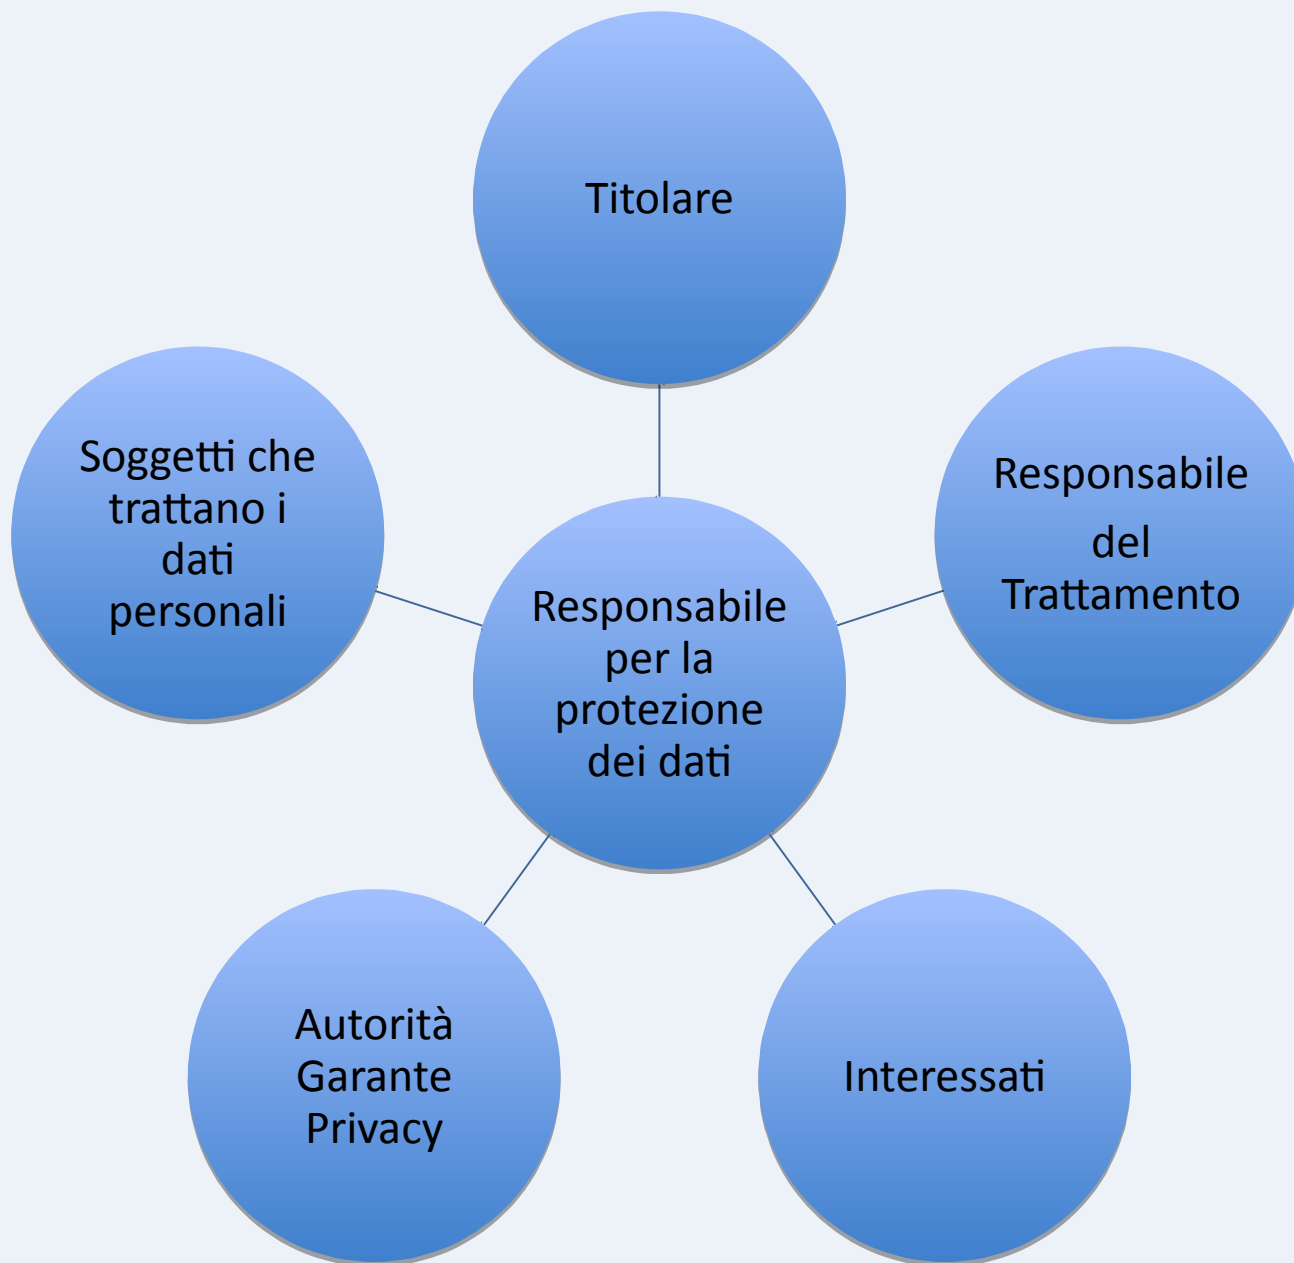 Titolare
Soggetti che
trattano i
dati
personali
Responsabile
del
Trattamento
Responsabile
per la
protezione
dei dati
Autorità
Garante
Privacy
Interessati